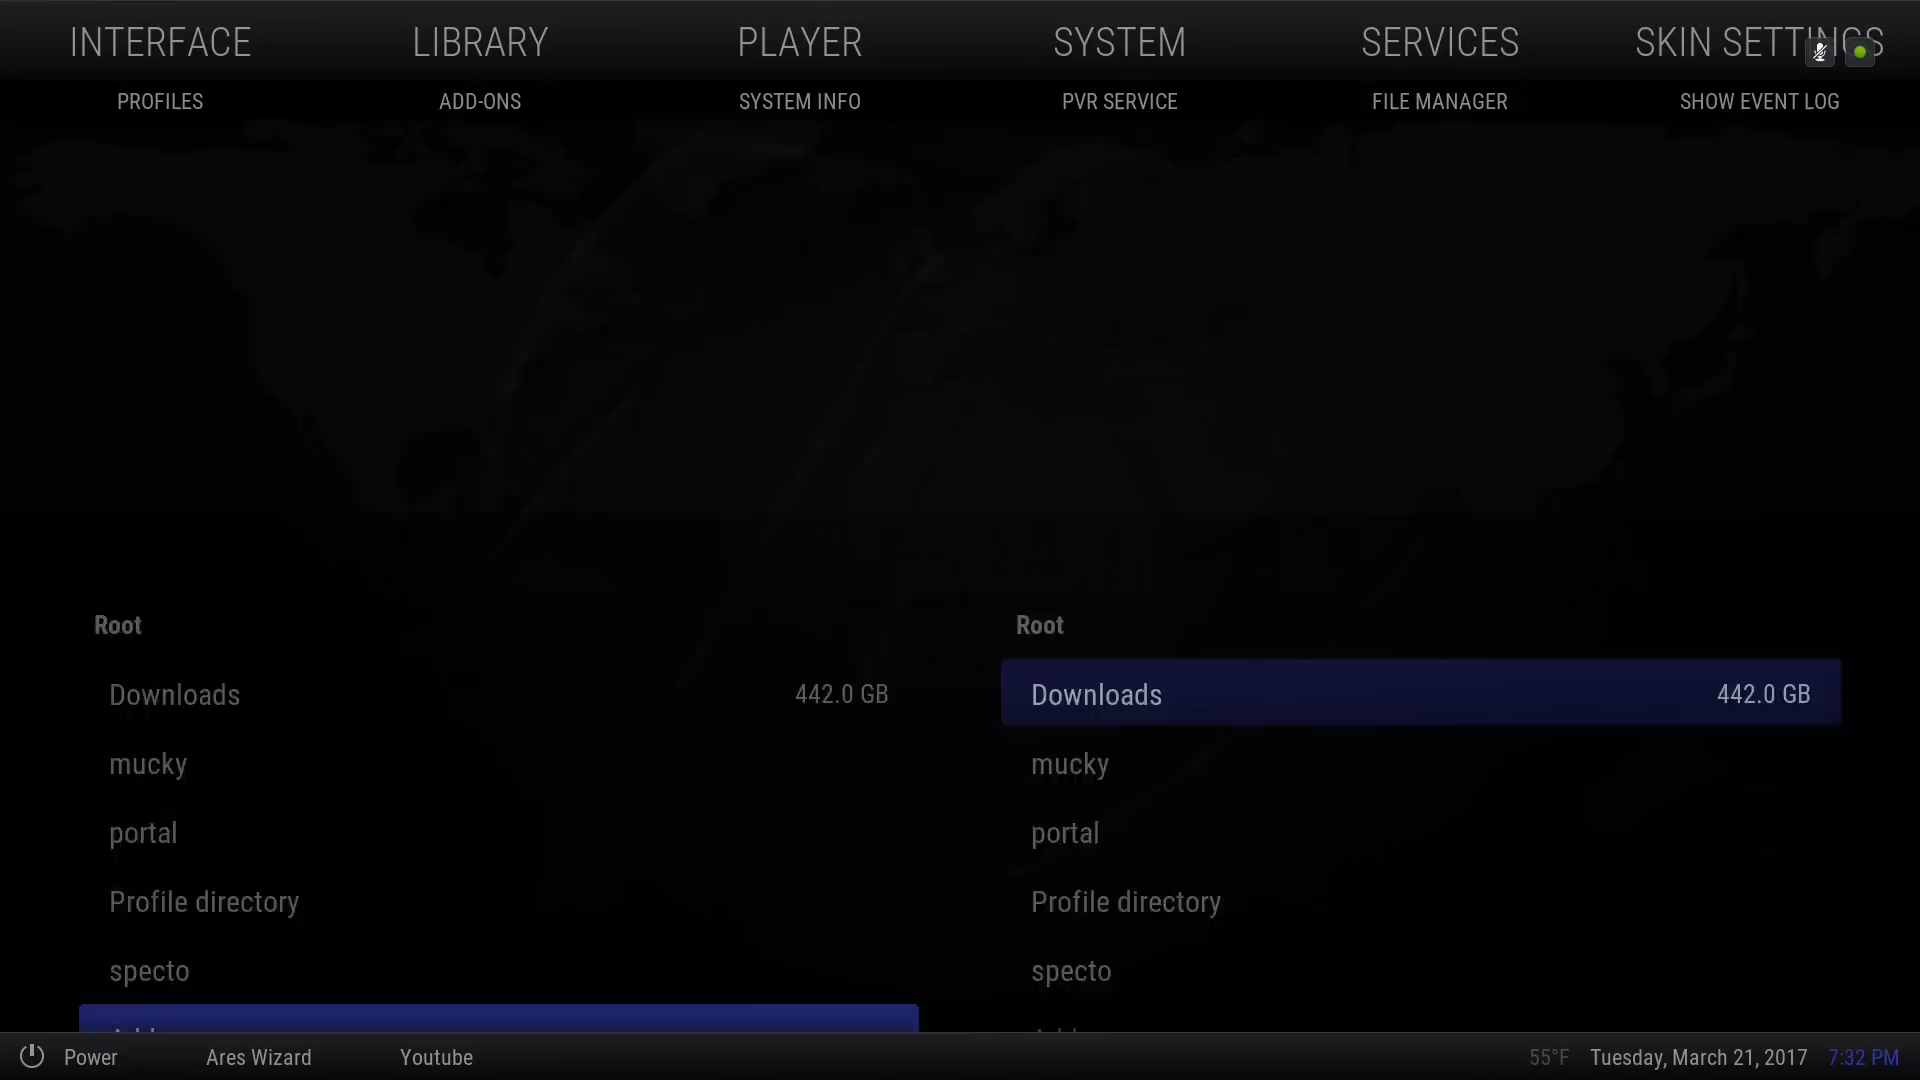 INTERFACE LIBRARY PLAYER SYSTEM SERVICES SKIN SETTINGS
PROFILES ADD-ONS SYSTEM INFO PVR SERVICE FILE MANAGER SHOW EVENT LOG
Root Root
Downloads 442.0 GB Downloads 442.0 GB
mucky mucky
portal portal
Profile directory Profile directory
specto specto
Power Ares Wizard Youtube 55°F Tuesday, March 21, 2017 7:32 PM